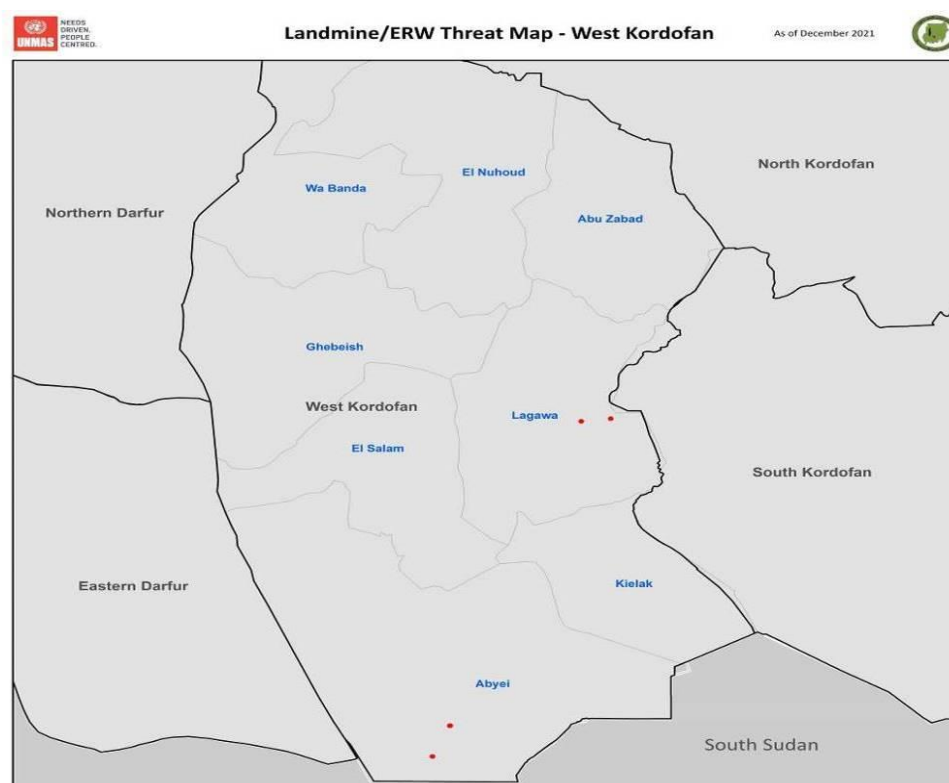 UNMAS
NEEDS
DRIVEN.
PEOPLE
CENTRED.
Landmine/ERW Threat Map - West Kordofan
As of December 2021
North Kordofan
El Nuhoud
Wa Banda
Northern Darfur
Abu Zabad
Ghebeish
West Kordofan
Lagawa
El Salam
South Kordofan
Eastern Darfur
Kielak
Abyei
South Sudan